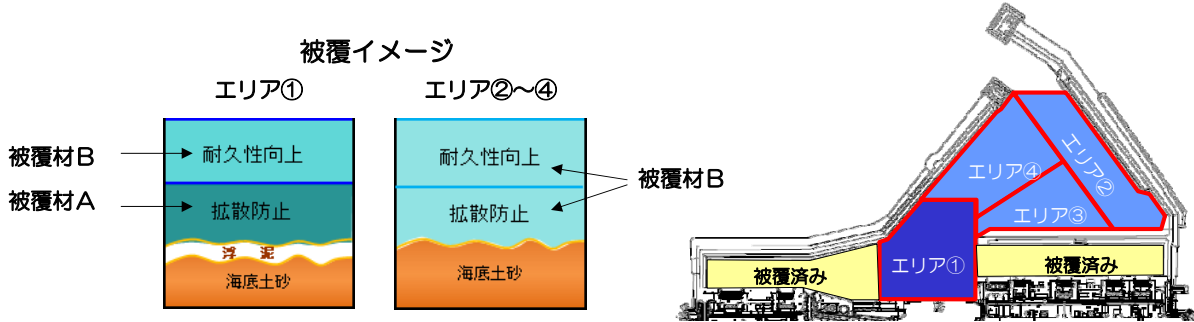 被覆イメージ
エリア①
エリア②～④
被覆材B
被覆材A
耐久性向上
拡散防止
浮 泥
海底土砂
耐久性向上
拡散防止
海底土砂
被覆材B
エリア④
エリア②
エリア③
エリア①
被覆済み
被覆済み